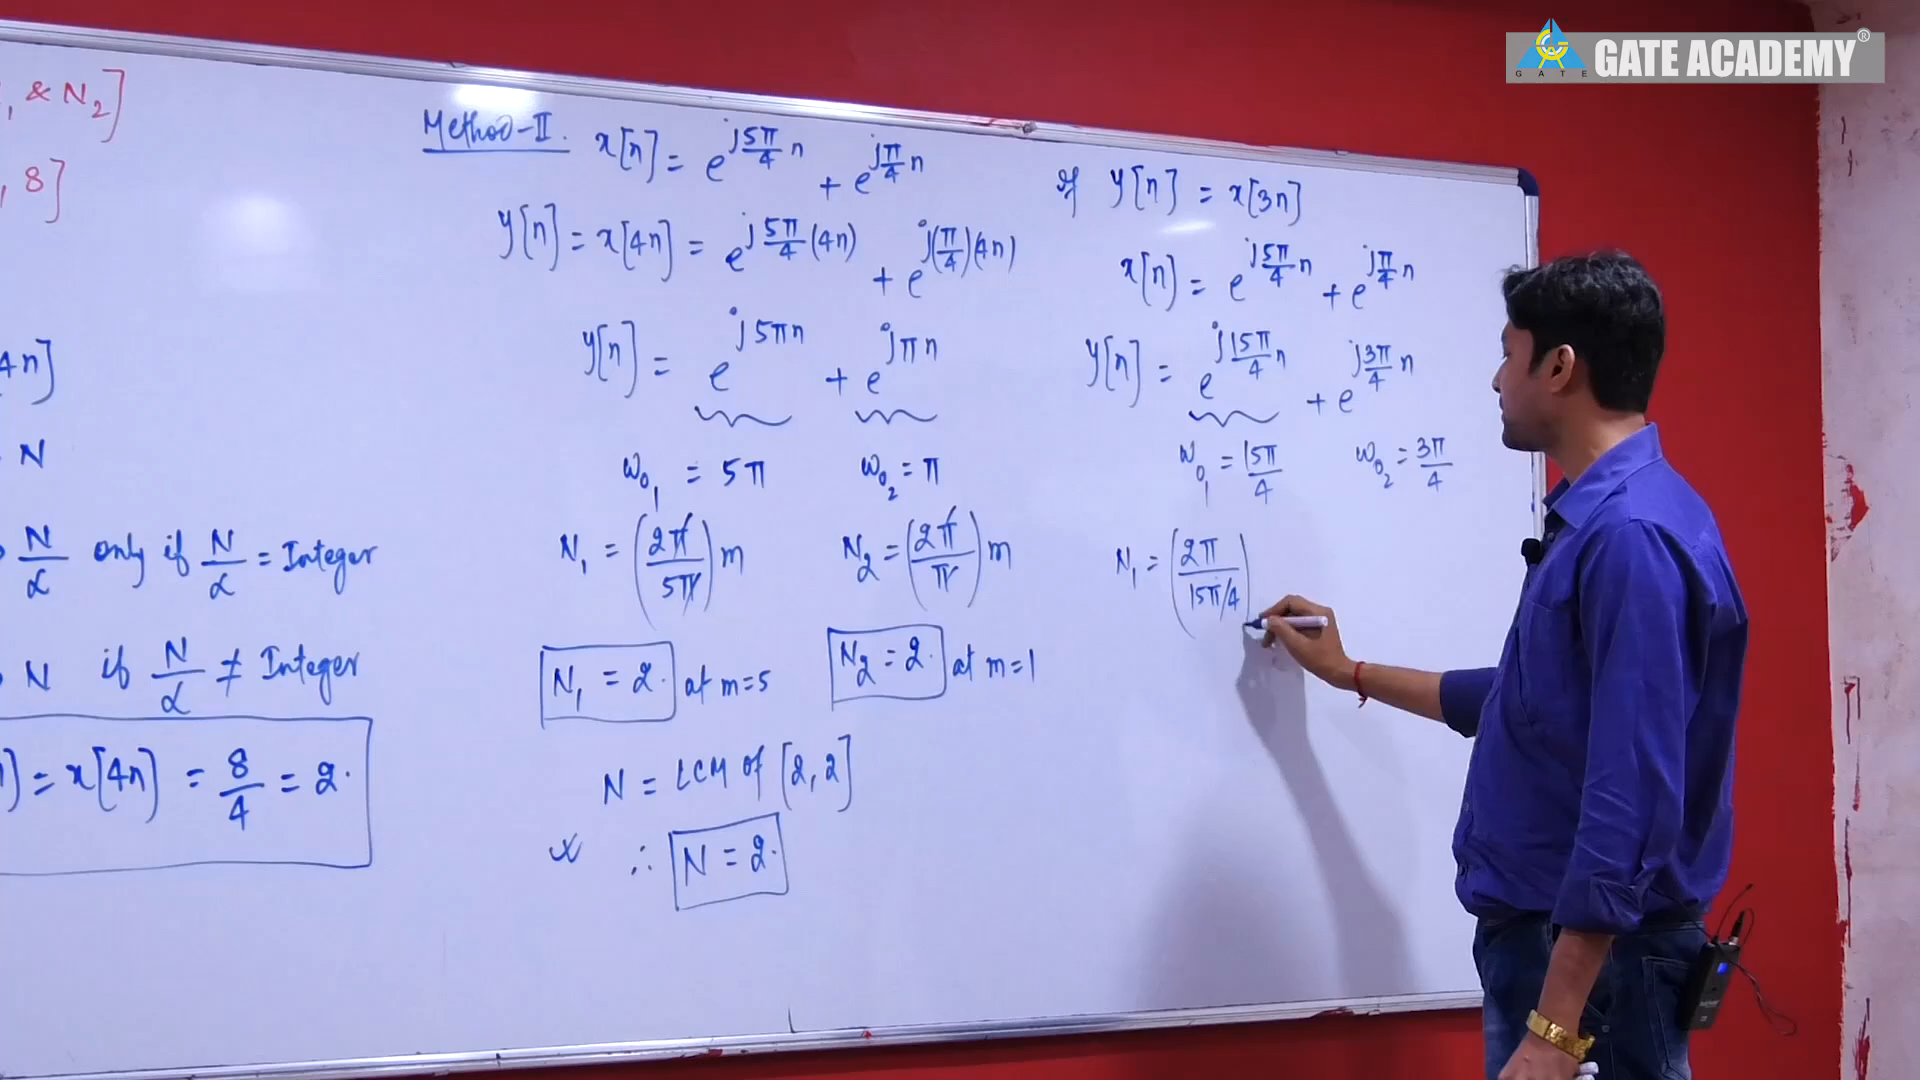 GATE ACADEMY®
GATE
, & N₂]
, 8]
4n]
N
N/α only if N/α = Integer
N if N/α ≠ Integer
] = x[4n] = 8/4 = 2.
Method-II. x[n] = e^{j5π/4 n} + e^{jπ/4 n}
y[n] = x[4n] = e^{j5π/4(4n)} + e^{j(π/4)(4n)}
y[n] = e^{j5πn} + e^{jπn}
ω₀₁ = 5π ω₀₂ = π
N₁ = (2π/5π) m N₂ = (2π/π) m
N₁ = 2. at m=5 N₂ = 2. at m=1
N = LCM of [2, 2]
∴ N = 2.
If y[n] = x[3n]
x[n] = e^{j5π/4 n} + e^{jπ/4 n}
y[n] = e^{j15π/4 n} + e^{j3π/4 n}
ω₀₁ = 15π/4 ω₀₂ = 3π/4
N₁ = (2π/15π/4)